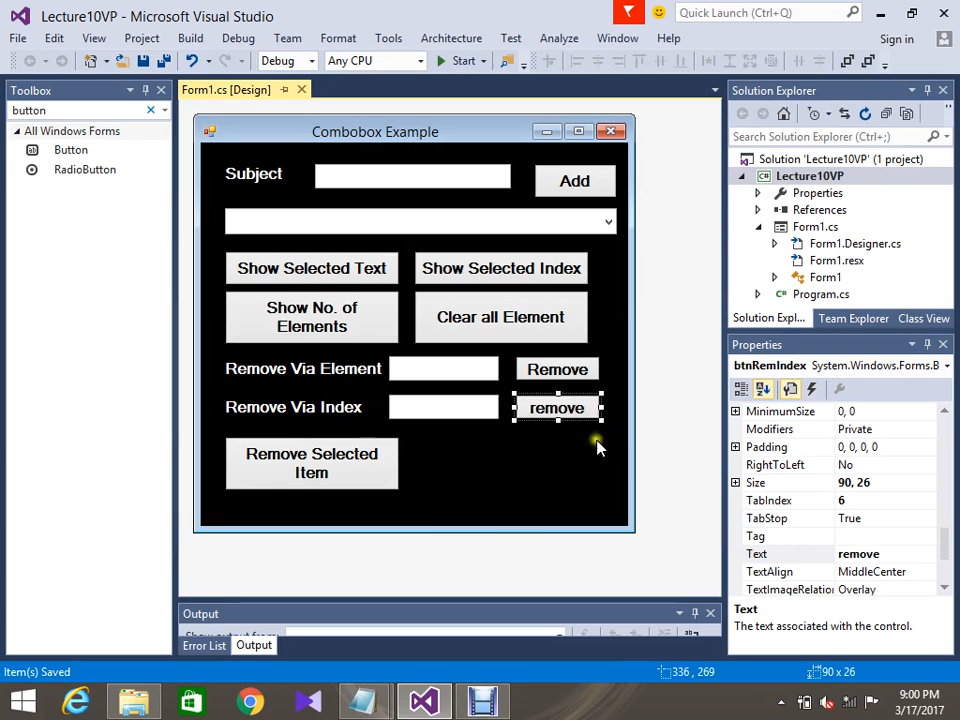 Lecture10VP - Microsoft Visual Studio
Quick Launch (Ctrl+;)
File Edit View Project Build Debug Team Format Tools Architecture Test Analyze Window Help
Sign in
Debug Any CPU Start
Toolbox
button
All Windows Forms
Button
RadioButton
Form1.cs [Design]
Combobox Example
Subject
Add
Show Selected Text
Show Selected Index
Show No. of
Elements
Clear all Element
Remove Via Element
Remove
Remove Via Index
remove
Remove Selected
Item
Output
Error List Output
Solution Explorer
Search Solution Explorer (Ctrl+;)
Solution 'Lecture10VP' (1 project)
Lecture10VP
Properties
References
Form1.cs
Form1.Designer.cs
Form1.resx
Form1
Program.cs
Solution Expl... Team Explorer Class View
Properties
btnRemIndex System.Windows.Forms.B
MinimumSize 0, 0
Modifiers Private
Padding 0, 0, 0, 0
RightToLeft No
Size 90, 26
TabIndex 6
TabStop True
Tag
Text remove
TextAlign MiddleCenter
TextImageRelation Overlay
Text
The text associated with the control.
Item(s) Saved
336 , 269
90 x 26
9:00 PM
3/17/2017